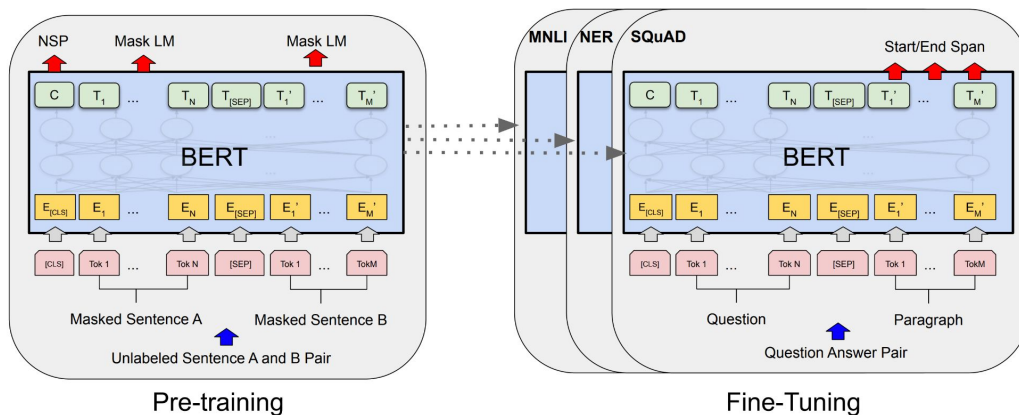 NSP Mask LM Mask LM
C T1 ... TN T[SEP] T1' ... TM'
BERT
E[CLS] E1 ... EN E[SEP] E1' ... EM'
[CLS] Tok 1 ... Tok N [SEP] Tok 1 ... TokM
Masked Sentence A Masked Sentence B
Unlabeled Sentence A and B Pair
Pre-training
MNLI NER SQuAD
Start/End Span
C T1 ... TN T[SEP] T1' ... TM'
BERT
E[CLS] E1 ... EN E[SEP] E1' ... EM'
[CLS] Tok 1 ... Tok N [SEP] Tok 1 ... TokM
Question Paragraph
Question Answer Pair
Fine-Tuning